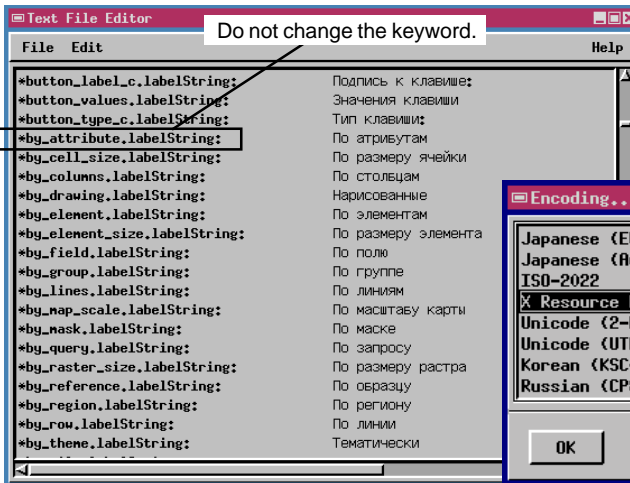 Text File Editor
Do not change the keyword.
File Edit Help
*button_label_c.labelString: Подпись к клавише:
*button_values.labelString: Значения клавиши
*button_type_c.labelString: Тип клавиши:
*by_attribute.labelString: По атрибутам
*by_cell_size.labelString: По размеру ячейки
*by_columns.labelString: По стольцам
*by_drawing.labelString: Нарисованные
*by_element.labelString: По элементам
*by_element_size.labelString: По размеру элемента
*by_field.labelString: По полю
*by_group.labelString: По группе
*by_lines.labelString: По линиям
*by_map_scale.labelString: По масштабу карты
*by_mask.labelString: По маске
*by_query.labelString: По запросу
*by_raster_size.labelString: По размеру растра
*by_reference.labelString: По образцу
*by_region.labelString: По региону
*by_row.labelString: По линии
*by_theme.labelString: Тематически
Encoding..
Japanese (E
Japanese (A
ISO-2022
X Resource
Unicode (2-
Unicode (UT
Korean (KSC
Russian (CP
OK